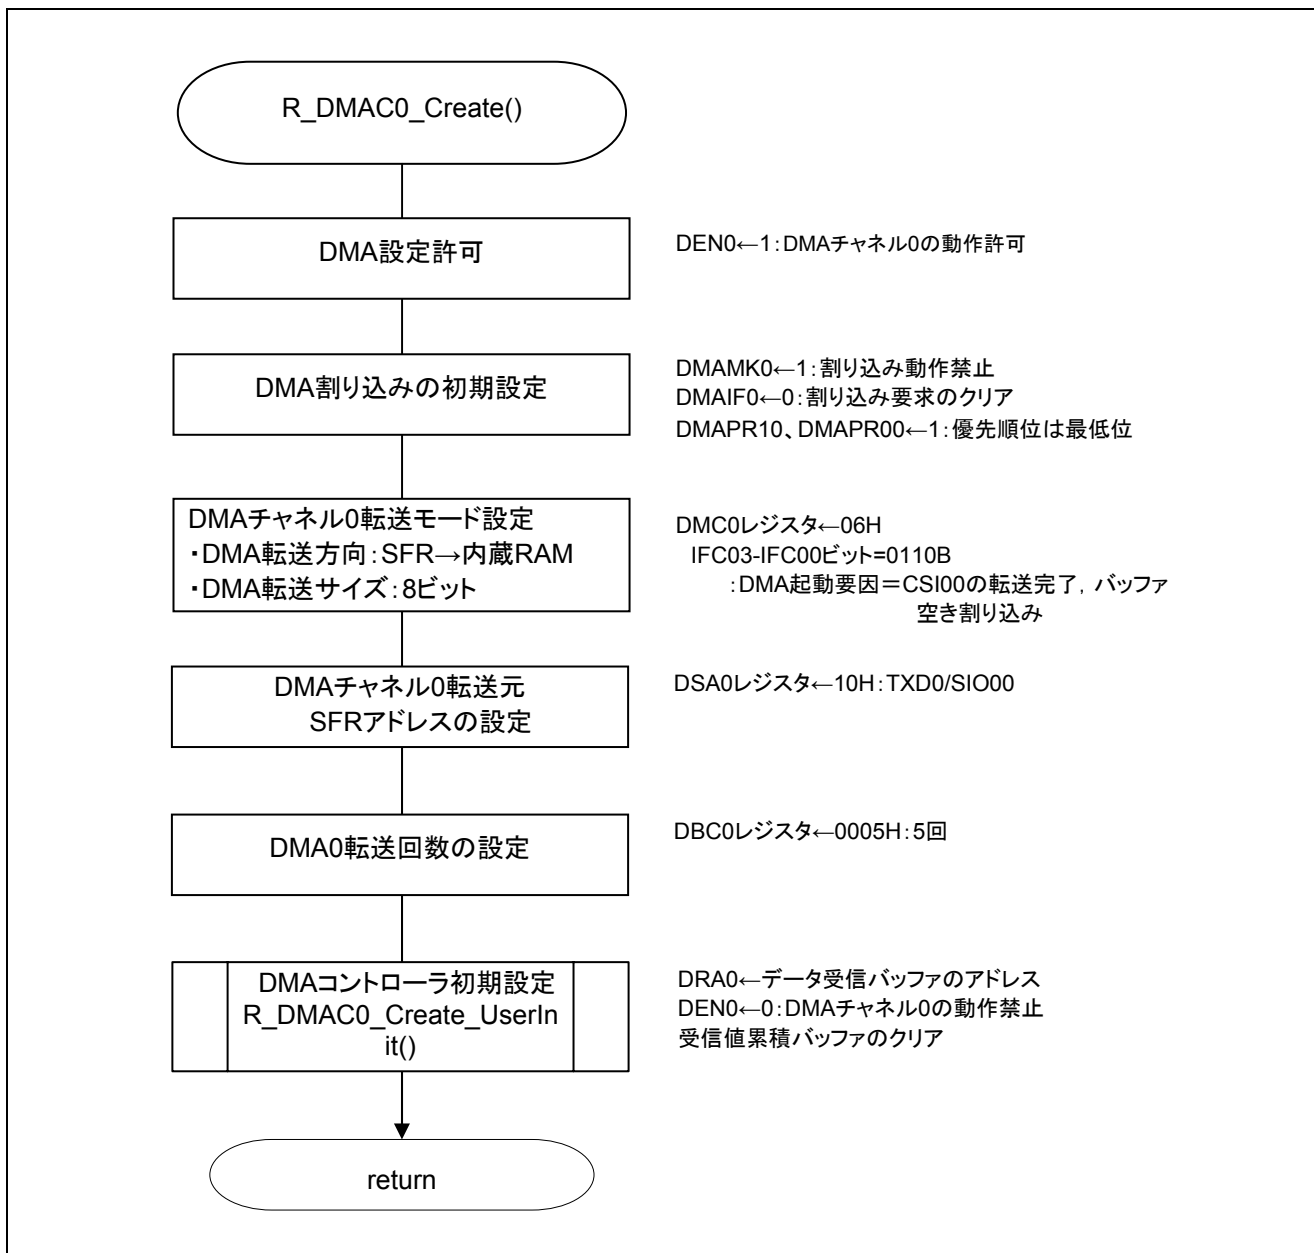 R_DMAC0_Create()
DMA設定許可
DEN0←1:DMAチャネル0の動作許可
DMA割り込みの初期設定
DMAMK0←1:割り込み動作禁止
DMAIF0←0:割り込み要求のクリア
DMAPR10、DMAPR00←1:優先順位は最低位
DMAチャネル0転送モード設定
・DMA転送方向:SFR→内蔵RAM
・DMA転送サイズ:8ビット
DMC0レジスタ←06H
IFC03-IFC00ビット=0110B
:DMA起動要因=CSI00の転送完了, バッファ
空き割り込み
DMAチャネル0転送元
SFRアドレスの設定
DSA0レジスタ←10H:TXD0/SIO00
DMA0転送回数の設定
DBC0レジスタ←0005H:5回
DMAコントローラ初期設定
R_DMAC0_Create_UserIn
it()
DRA0←データ受信バッファのアドレス
DEN0←0:DMAチャネル0の動作禁止
受信値累積バッファのクリア
return